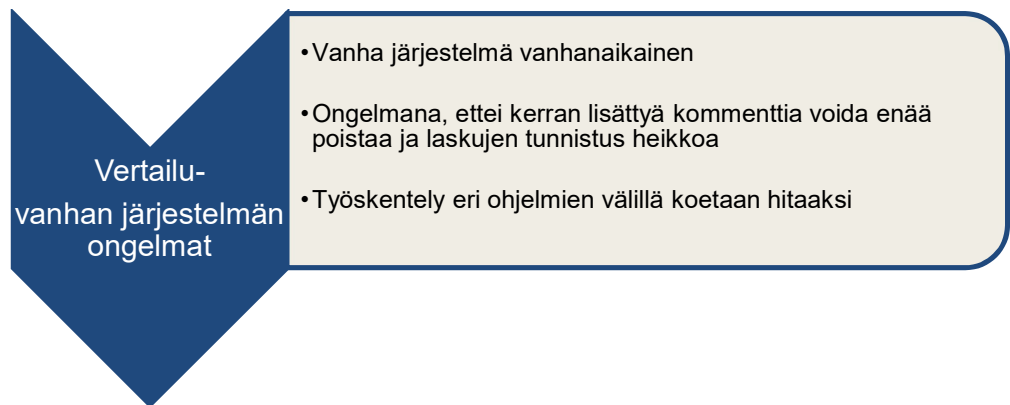 Vertailu-
vanhan järjestelmän
ongelmat
•Vanha järjestelmä vanhanaikainen
•Ongelmana, ettei kerran lisättyä kommenttia voida enää
poistaa ja laskujen tunnistus heikkoa
•Työskentely eri ohjelmien välillä koetaan hitaaksi